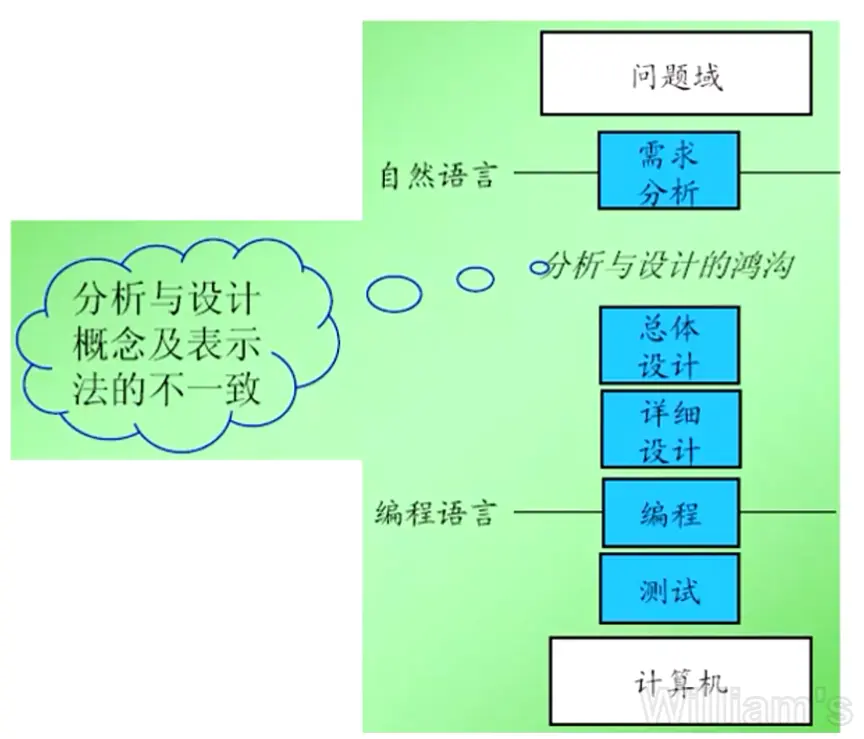 问题域
自然语言
需求
分析
分析与设计的鸿沟
分析与设计
概念及表示
法的不一致
总体
设计
详细
设计
编程语言
编程
测试
计算机
William's